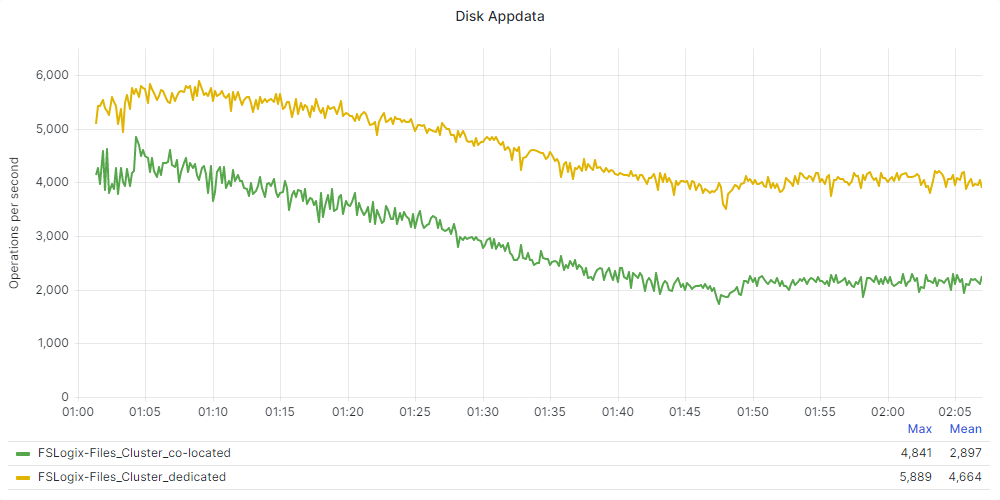 Disk Appdata
Operations per second
6,000
5,000
4,000
3,000
2,000
1,000
0
01:00 01:05 01:10 01:15 01:20 01:25 01:30 01:35 01:40 01:45 01:50 01:55 02:00 02:05
Max Mean
FSLogix-Files_Cluster_co-located 4,841 2,897
FSLogix-Files_Cluster_dedicated 5,889 4,664